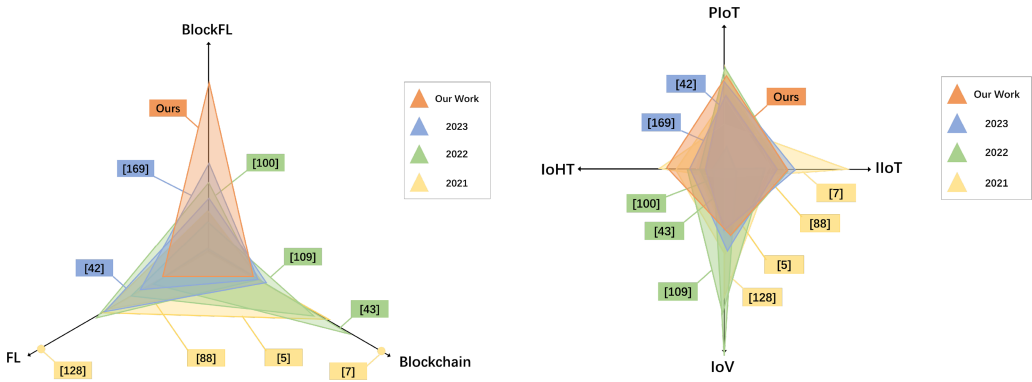 BlockFL
Ours
[169]
[100]
[42]
[109]
[43]
FL
[128]
[88]
[5]
[7]
Blockchain
Our Work
2023
2022
2021
PIoT
[42]
Ours
[169]
IoHT
IIoT
[7]
[100]
[88]
[43]
[5]
[109]
[128]
IoV
Our Work
2023
2022
2021